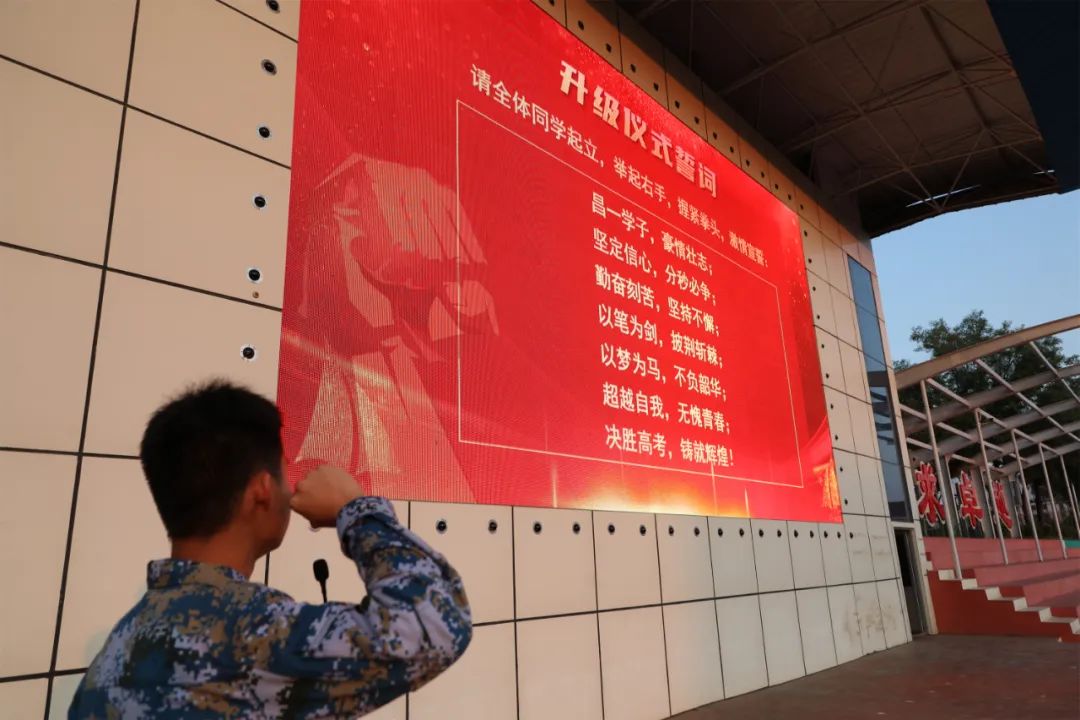 升级仪式誓词
请全体同学起立，举起右手，握紧拳头，激情宣誓：
昌一学子，豪情壮志；
坚定信心，分秒必争；
勤奋刻苦，坚持不懈；
以笔为剑，披荆斩棘；
以梦为马，不负韶华；
超越自我，无愧青春；
决胜高考，铸就辉煌！
求卓越